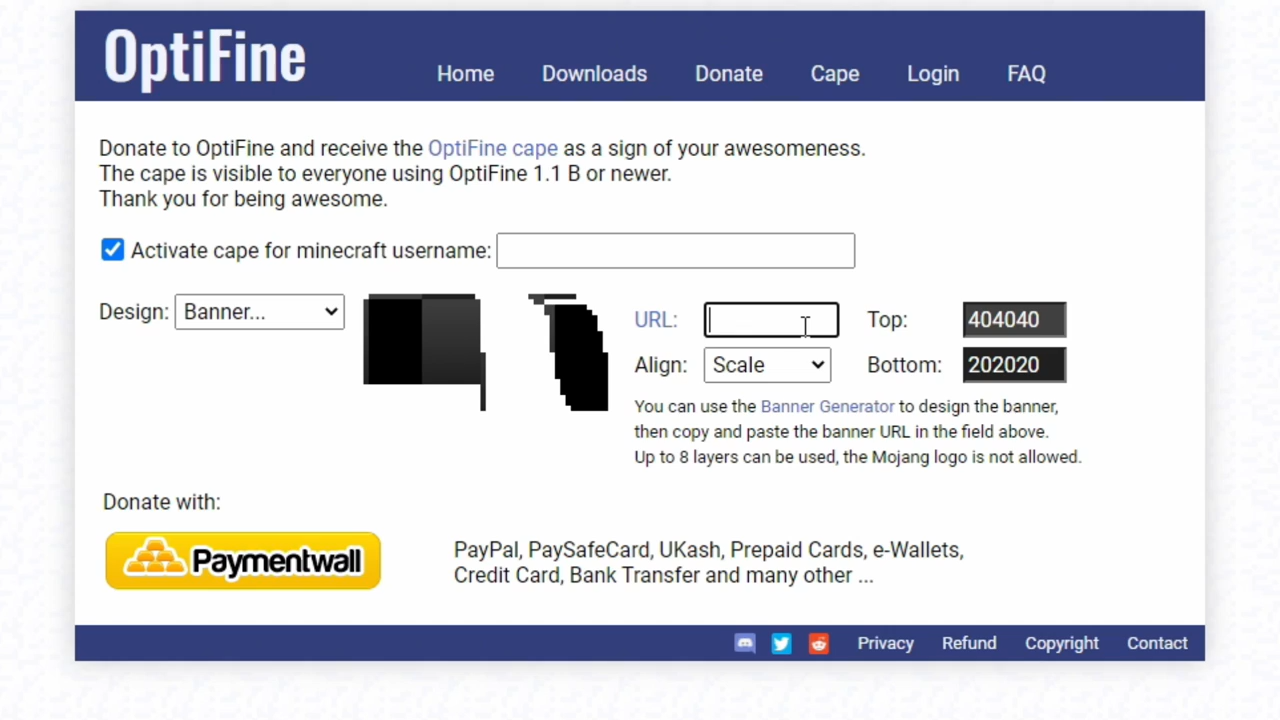 OptiFine
Home Downloads Donate Cape Login FAQ
Donate to OptiFine and receive the OptiFine cape as a sign of your awesomeness.
The cape is visible to everyone using OptiFine 1.1 B or newer.
Thank you for being awesome.
Activate cape for minecraft username:
Design: Banner...
URL: Top: 404040
Align: Scale Bottom: 202020
You can use the Banner Generator to design the banner,
then copy and paste the banner URL in the field above.
Up to 8 layers can be used, the Mojang logo is not allowed.
Donate with:
Paymentwall
PayPal, PaySafeCard, UKash, Prepaid Cards, e-Wallets,
Credit Card, Bank Transfer and many other ...
Privacy Refund Copyright Contact